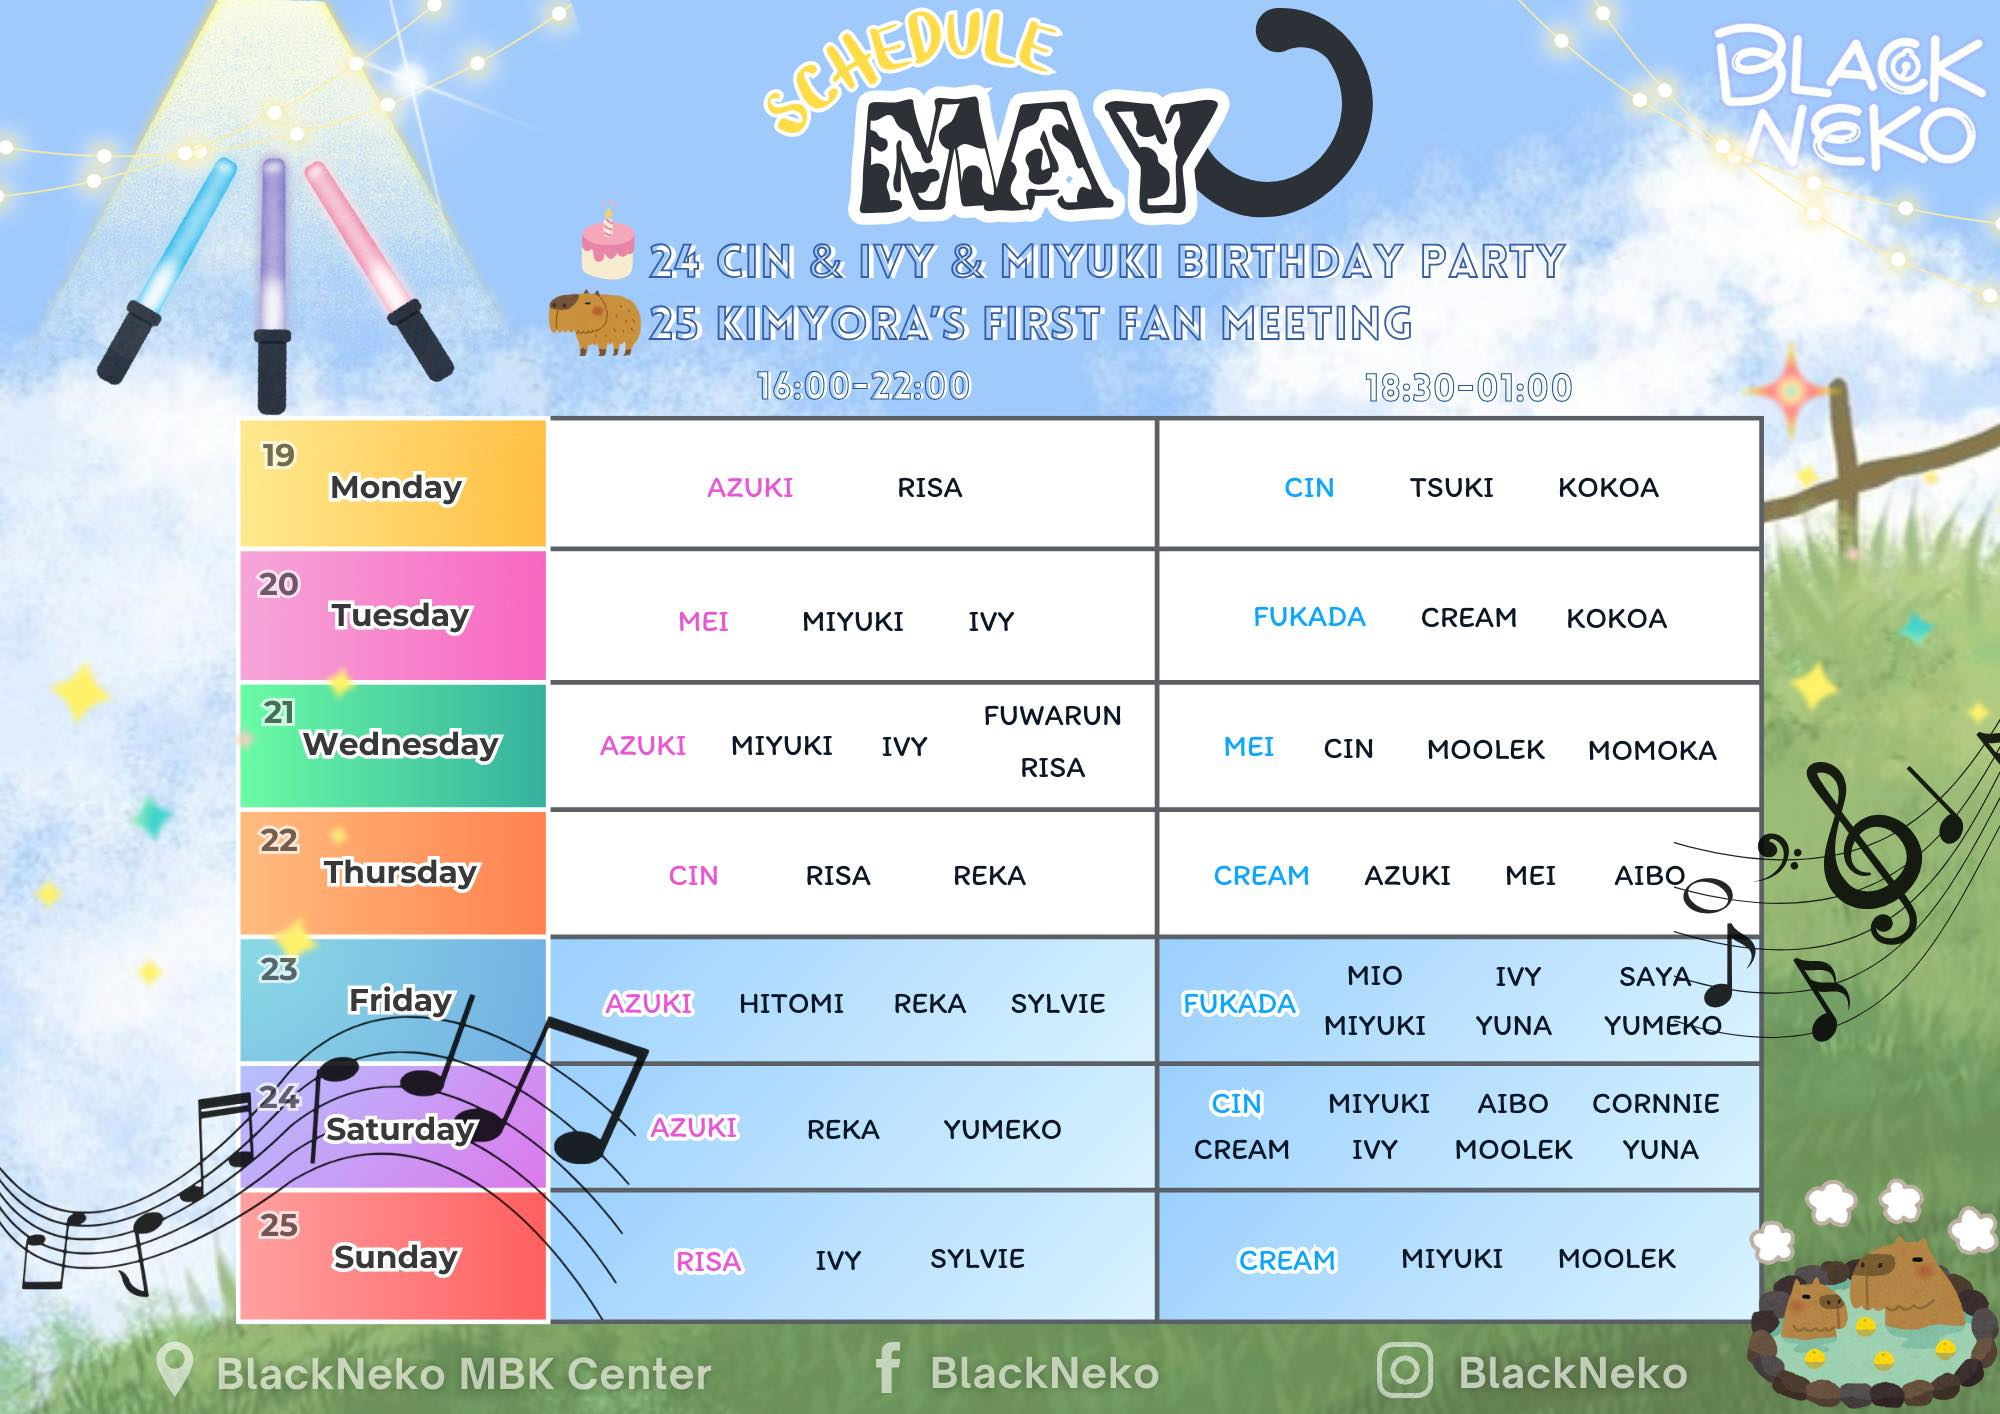 SCHEDULE
MAY
BLACK
NEKO
24 CIN & IVY & MIYUKI BIRTHDAY PARTY
25 KIMYORA'S FIRST FAN MEETING
16:00-22:00 18:30-01:00
19
Monday AZUKI RISA CIN TSUKI KOKOA
20
Tuesday MEI MIYUKI IVY FUKADA CREAM KOKOA
21 FUWARUN
Wednesday AZUKI MIYUKI IVY MEI CIN MOOLEK MOMOKA
RISA
22
Thursday CIN RISA REKA CREAM AZUKI MEI AIBO
23 MIO IVY SAYA
Friday AZUKI HITOMI REKA SYLVIE FUKADA
MIYUKI YUNA YUMEKO
24 CIN MIYUKI AIBO CORNNIE
Saturday AZUKI REKA YUMEKO
CREAM IVY MOOLEK YUNA
25
Sunday RISA IVY SYLVIE CREAM MIYUKI MOOLEK
BlackNeko MBK Center BlackNeko BlackNeko